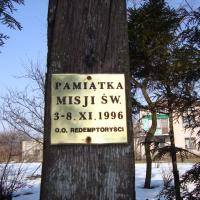 PAMIĄTKA
MISJI ŚW.
3-8. XI. 1996
O.O. REDEMPTORYŚCI